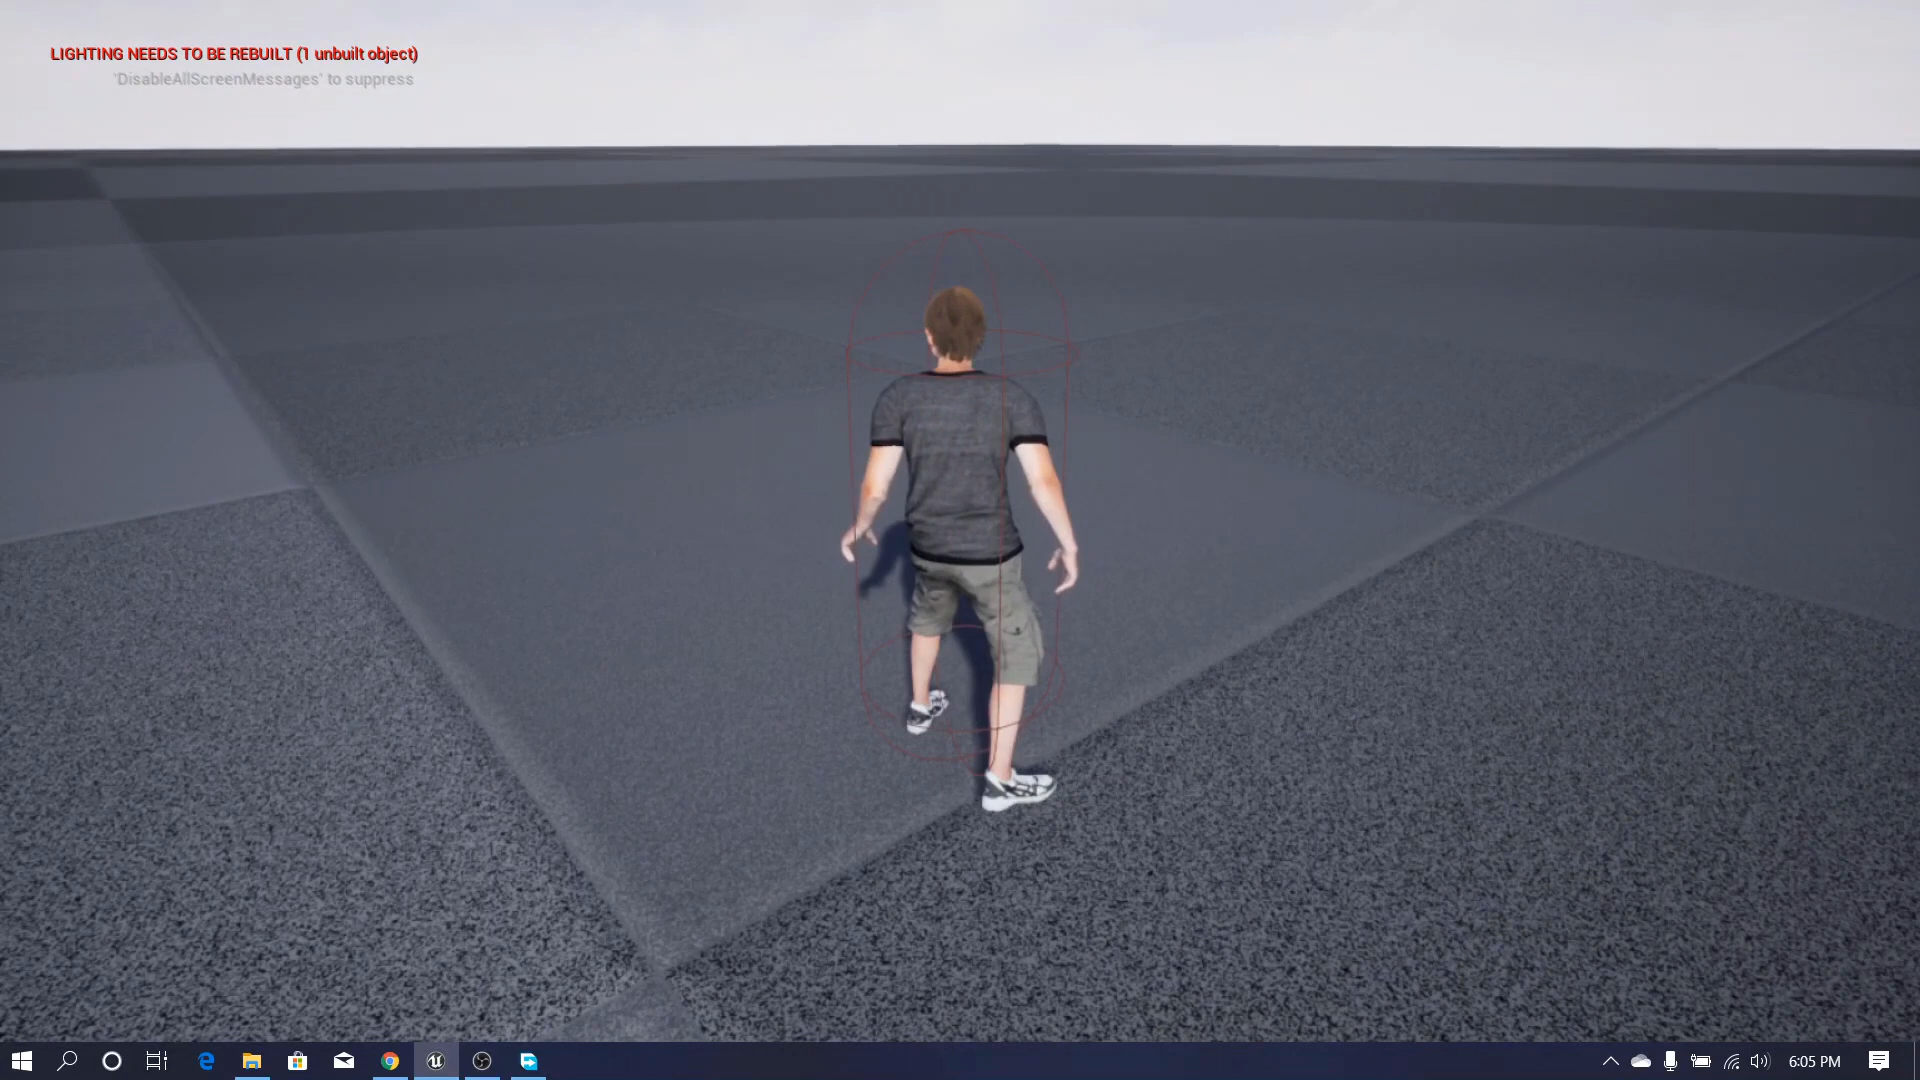 LIGHTING NEEDS TO BE REBUILT (1 unbuilt object)
'DisableAllScreenMessages' to suppress
6:05 PM